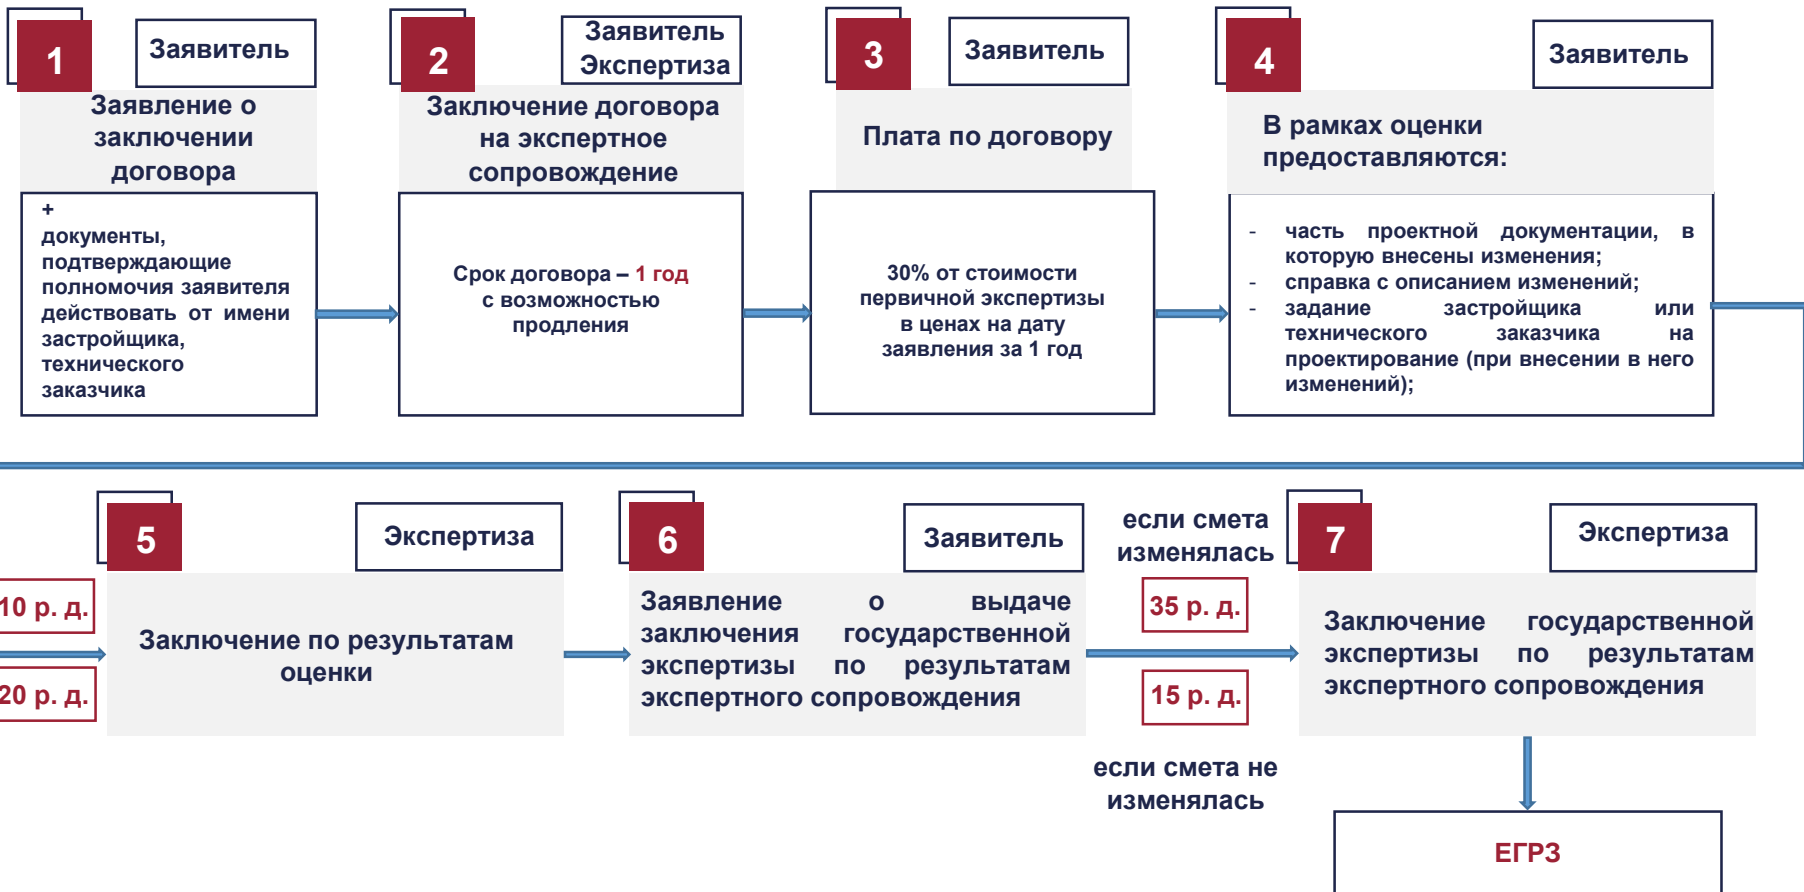 1
Заявитель
Заявление о
заключении
договора
+
документы,
подтверждающие
полномочия заявителя
действовать от имени
застройщика,
технического
заказчика
2
Заявитель
Экспертиза
Заключение договора
на экспертное
сопровождение
Срок договора – 1 год
с возможностью
продления
3
Заявитель
Плата по договору
30% от стоимости
первичной экспертизы
в ценах на дату
заявления за 1 год
4
Заявитель
В рамках оценки
предоставляются:
- часть проектной документации, в
которую внесены изменения;
- справка с описанием изменений;
- задание застройщика или
технического заказчика на
проектирование (при внесении в него
изменений);
10 р. д.
20 р. д.
5
Экспертиза
Заключение по результатам
оценки
6
Заявитель
Заявление о выдаче
заключения государственной
экспертизы по результатам
экспертного сопровождения
если смета
изменялась
35 р. д.
15 р. д.
если смета не
изменялась
7
Экспертиза
Заключение государственной
экспертизы по результатам
экспертного сопровождения
ЕГРЗ